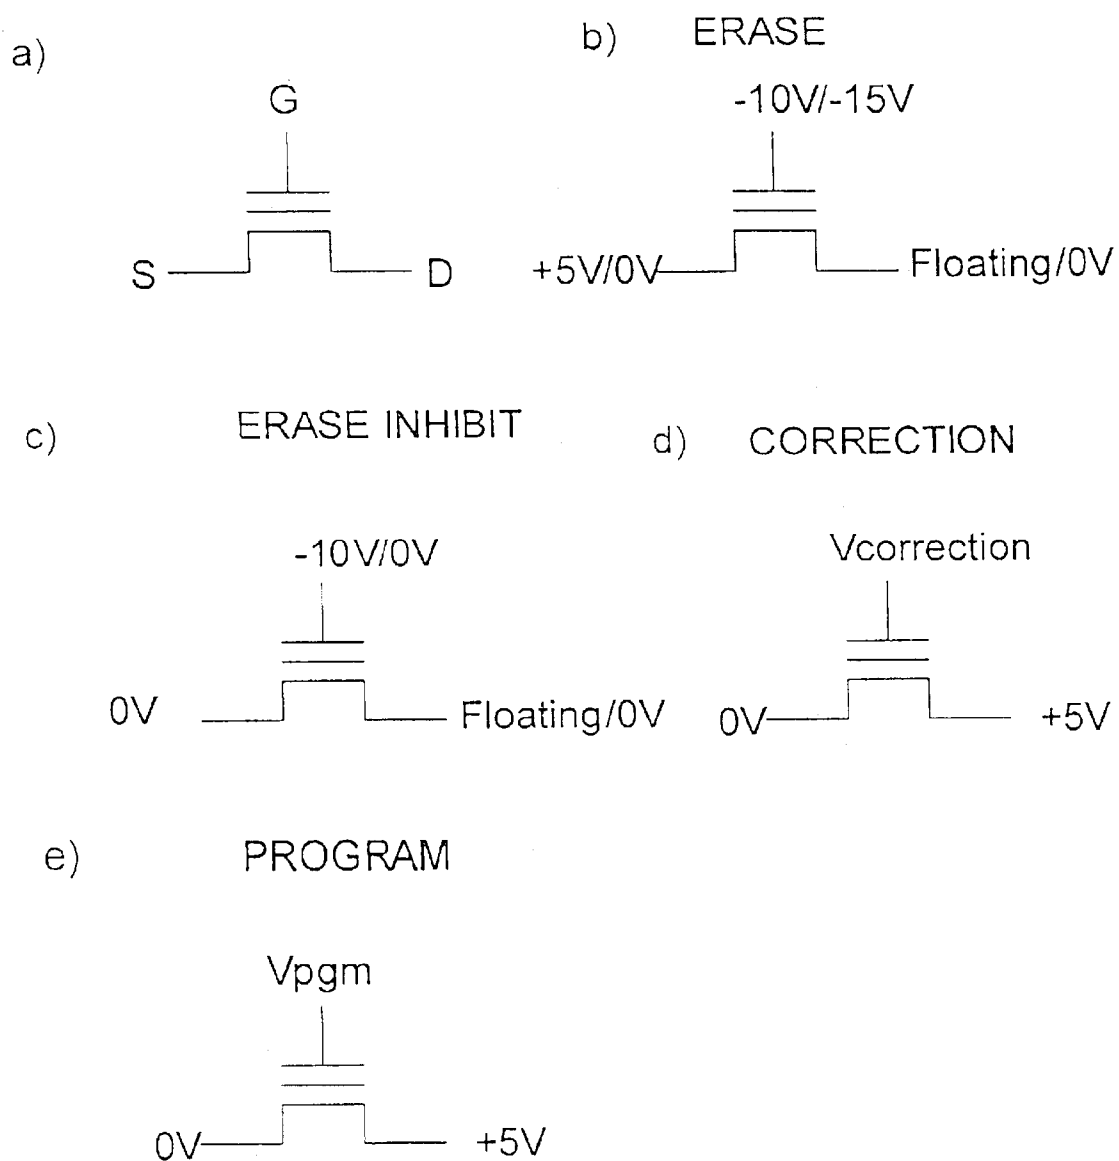 a)
G
S
D
b) ERASE
-10V/-15V
+5V/0V
Floating/0V
c) ERASE INHIBIT
-10V/0V
0V
Floating/0V
d) CORRECTION
Vcorrection
0V
+5V
e) PROGRAM
Vpgm
0V
+5V